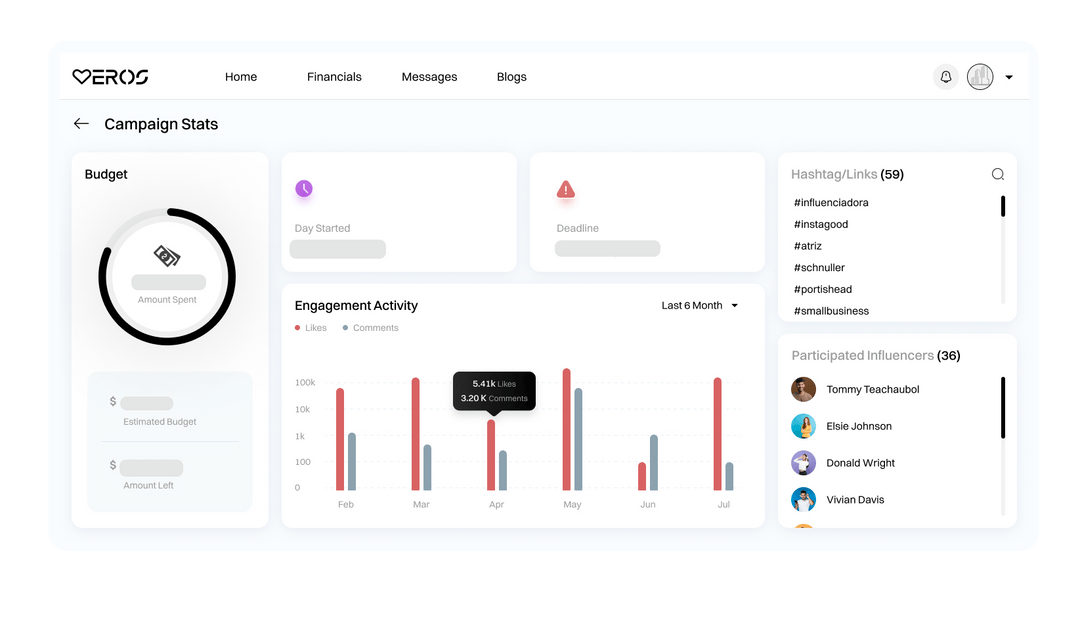 EROS
Home
Financials
Messages
Blogs
Campaign Stats
Budget
Amount Spent
$
Estimated Budget
$
Amount Left
Day Started
Deadline
Engagement Activity
Last 6 Month
Likes
Comments
100k
10k
1k
100
0
5.41k Likes
3.20 K Comments
Feb
Mar
Apr
May
Jun
Jul
Hashtag/Links (59)
#influenciadora
#instagood
#atriz
#schnuller
#portishead
#smallbusiness
Participated Influencers (36)
Tommy Teachaubol
Elsie Johnson
Donald Wright
Vivian Davis